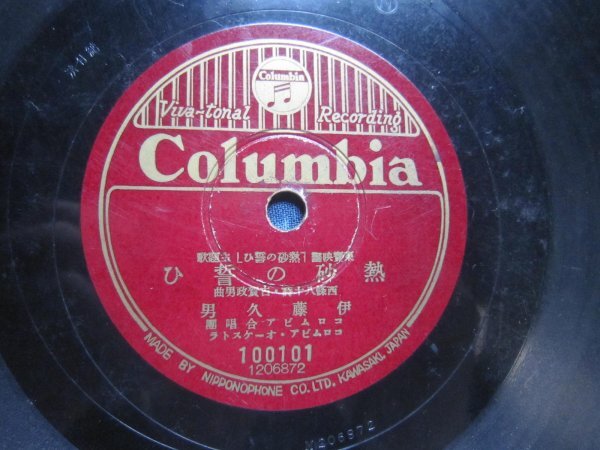 Columbia
Viva-tonal Recording
Columbia
東寳映畵「熱砂の誓ひ」主題歌
熱砂の誓ひ
西條八十詩・古賀政男曲
伊藤久男
コロムビア合唱團
コロムビア・オーケストラ
100101
1206872
MADE BY NIPPONOPHONE CO., LTD. KAWASAKI, JAPAN
M206872